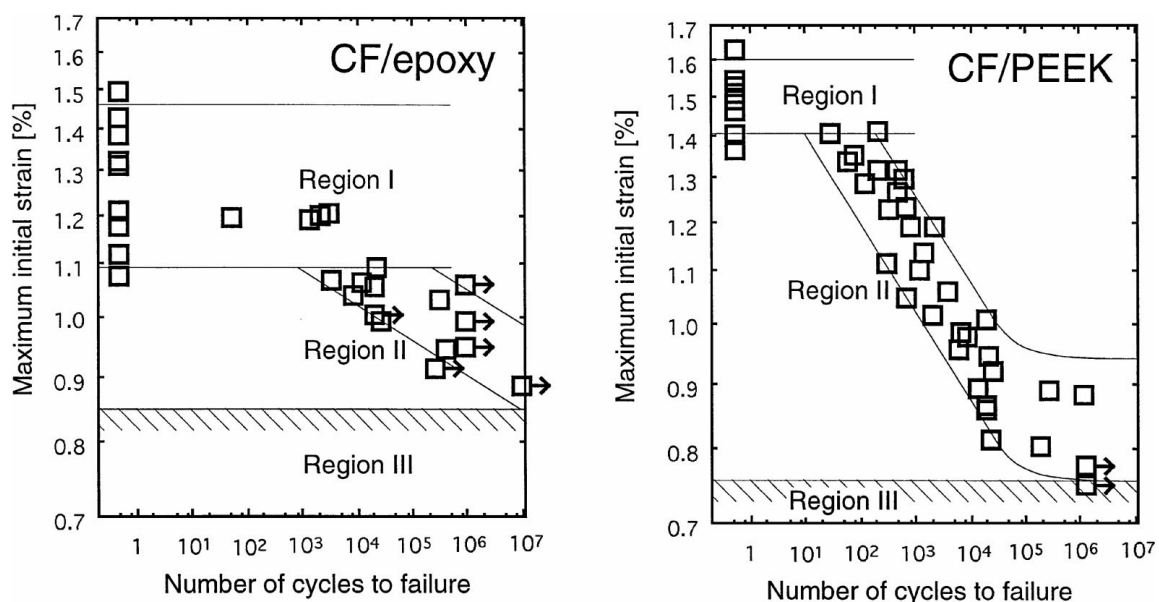 CF/epoxy
Maximum initial strain [%]
1.7
1.6
1.5
1.4
1.3
1.2
1.1
1.0
0.9
0.8
0.7
Region I
Region II
Region III
1 10¹ 10² 10³ 10⁴ 10⁵ 10⁶ 10⁷
Number of cycles to failure
CF/PEEK
Maximum initial strain [%]
1.7
1.6
1.5
1.4
1.3
1.2
1.1
1.0
0.9
0.8
0.7
Region I
Region II
Region III
1 10¹ 10² 10³ 10⁴ 10⁵ 10⁶ 10⁷
Number of cycles to failure